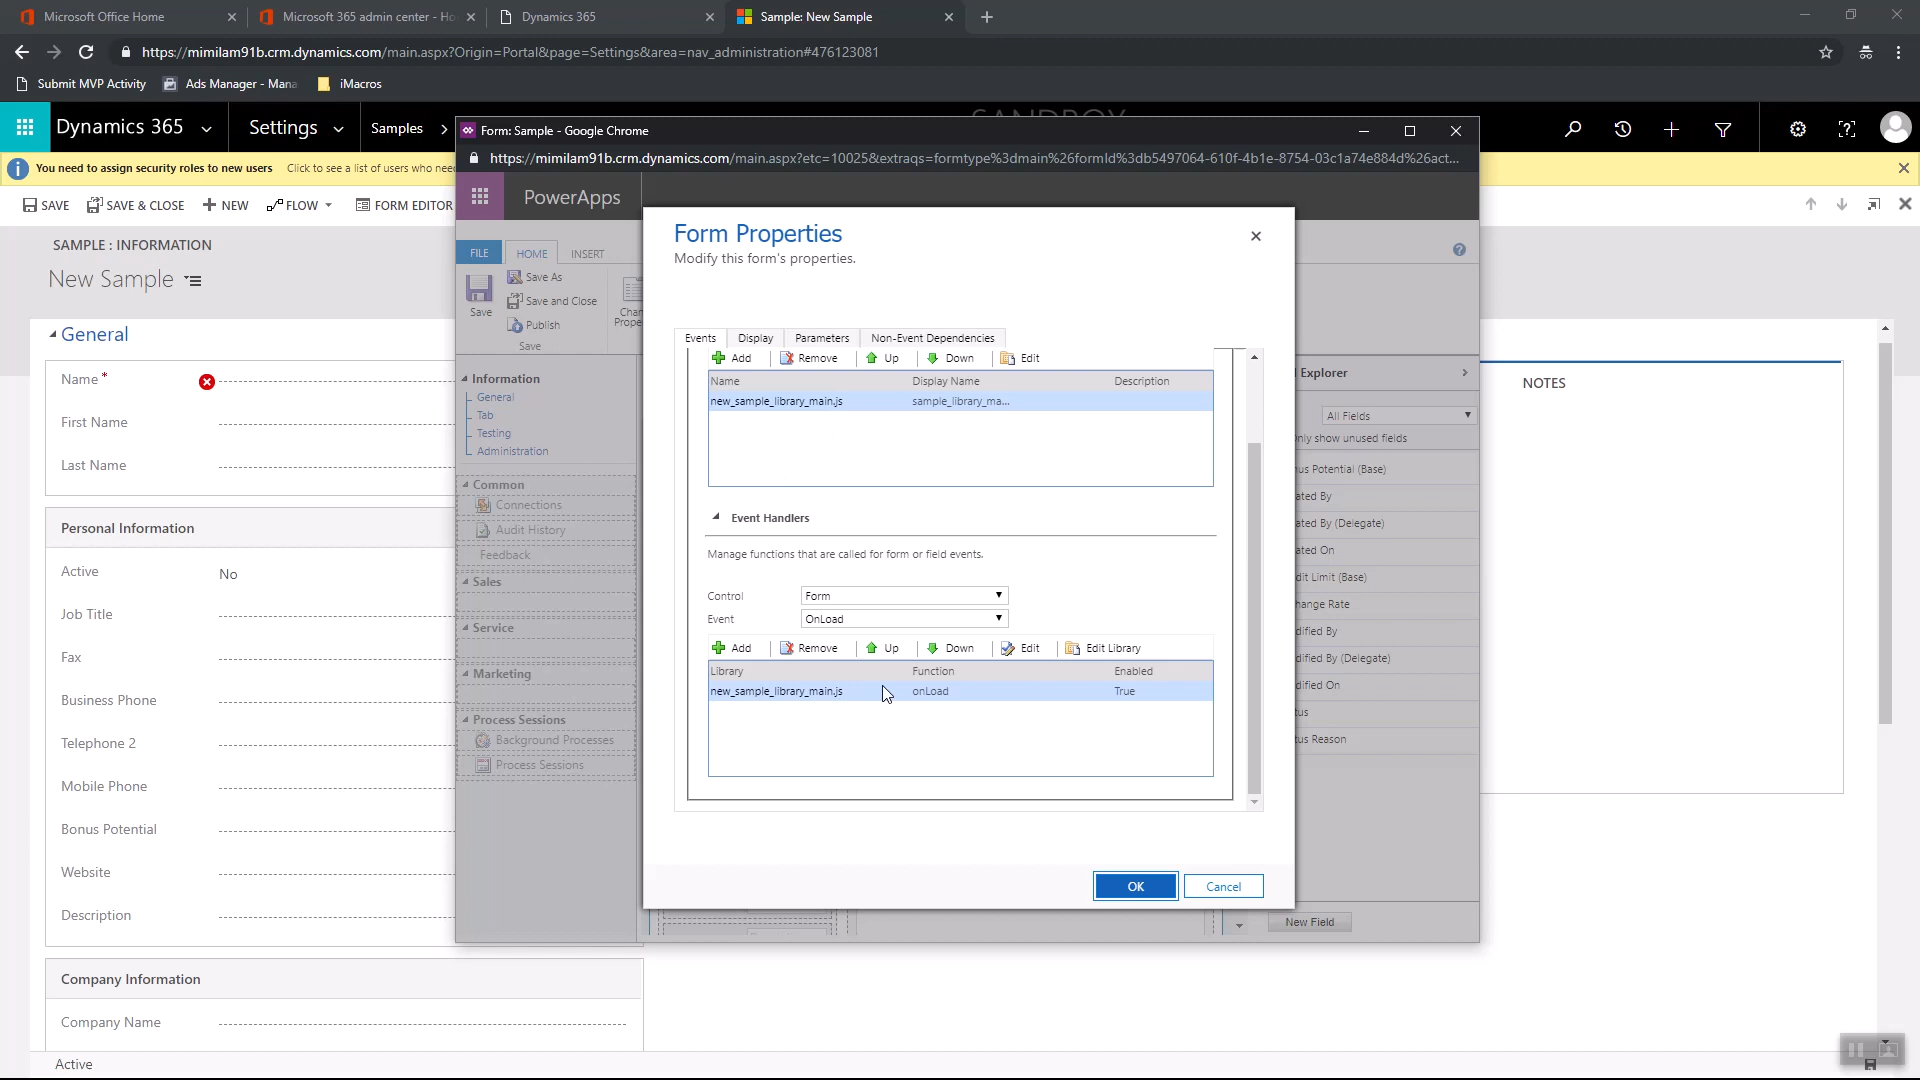 Microsoft Office Home
Microsoft 365 admin center - Ho
Dynamics 365
Sample: New Sample
https://mimilam91b.crm.dynamics.com/main.aspx?Origin=Portal&page=Settings&area=nav_administration#476123081
Submit MVP Activity
Ads Manager - Mana
iMacros
Dynamics 365
Settings
Samples
SANDBOX
Form: Sample - Google Chrome
https://mimilam91b.crm.dynamics.com/main.aspx?etc=10025&extraqs=formtype%3dmain%26formId%3db5497064-610f-4b1e-8754-03c1a74e884d%26act...
You need to assign security roles to new users
Click to see a list of users who nee
SAVE
SAVE & CLOSE
NEW
FLOW
FORM EDITOR
PowerApps
SAMPLE : INFORMATION
New Sample
General
Name *
First Name
Last Name
Personal Information
Active
No
Job Title
Fax
Business Phone
Telephone 2
Mobile Phone
Bonus Potential
Website
Description
Company Information
Company Name
Active
FILE
HOME
INSERT
Save
Save As
Save and Close
Publish
Save
Chan
Prope
Information
General
Tab
Testing
Administration
Common
Connections
Audit History
Feedback
Sales
Service
Marketing
Process Sessions
Background Processes
Process Sessions
Form Properties
Modify this form's properties.
Events
Display
Parameters
Non-Event Dependencies
Add
Remove
Up
Down
Edit
Name
Display Name
Description
new_sample_library_main.js
sample_library_ma...
Event Handlers
Manage functions that are called for form or field events.
Control
Form
Event
OnLoad
Add
Remove
Up
Down
Edit
Edit Library
Library
Function
Enabled
new_sample_library_main.js
onLoad
True
OK
Cancel
Explorer
All Fields
Only show unused fields
nus Potential (Base)
ated By
ated By (Delegate)
ated On
dit Limit (Base)
hange Rate
dified By
dified By (Delegate)
dified On
tus
tus Reason
New Field
NOTES